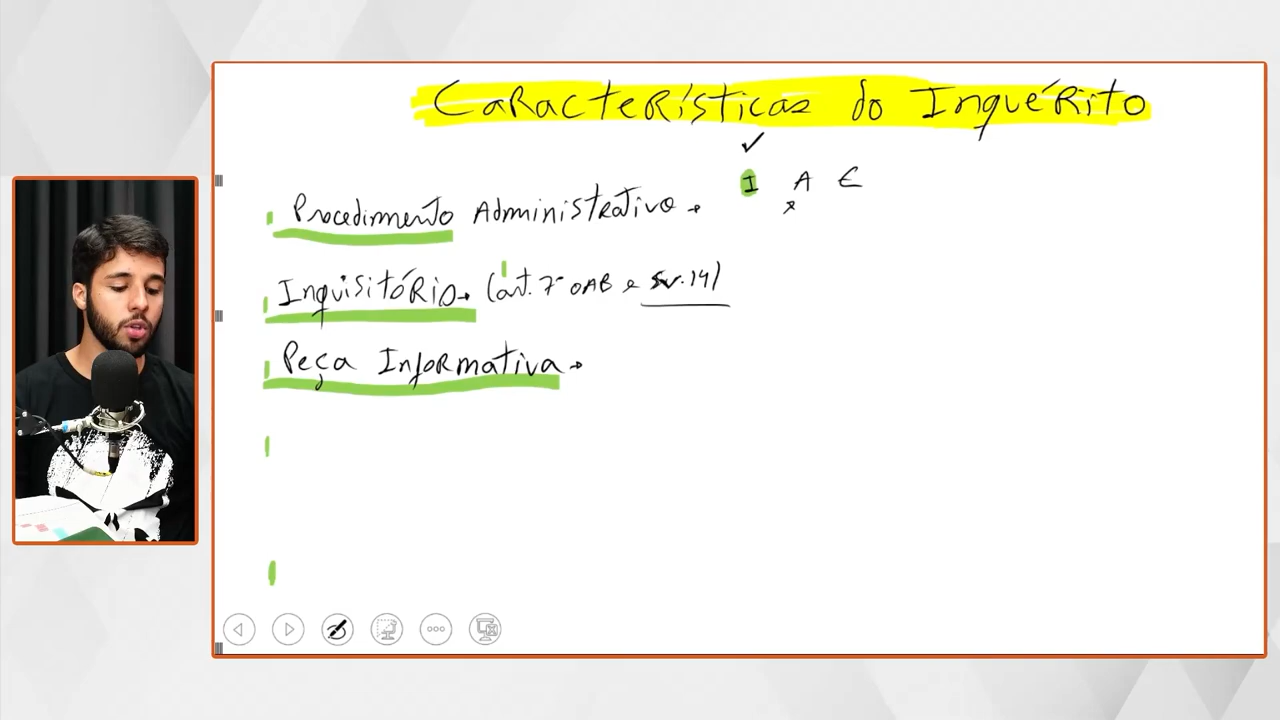 Características do Inquérito
I A E
Procedimento Administrativo →
Inquisitório → (art. 7º OAB e sv. 14)
Peça Informativa →